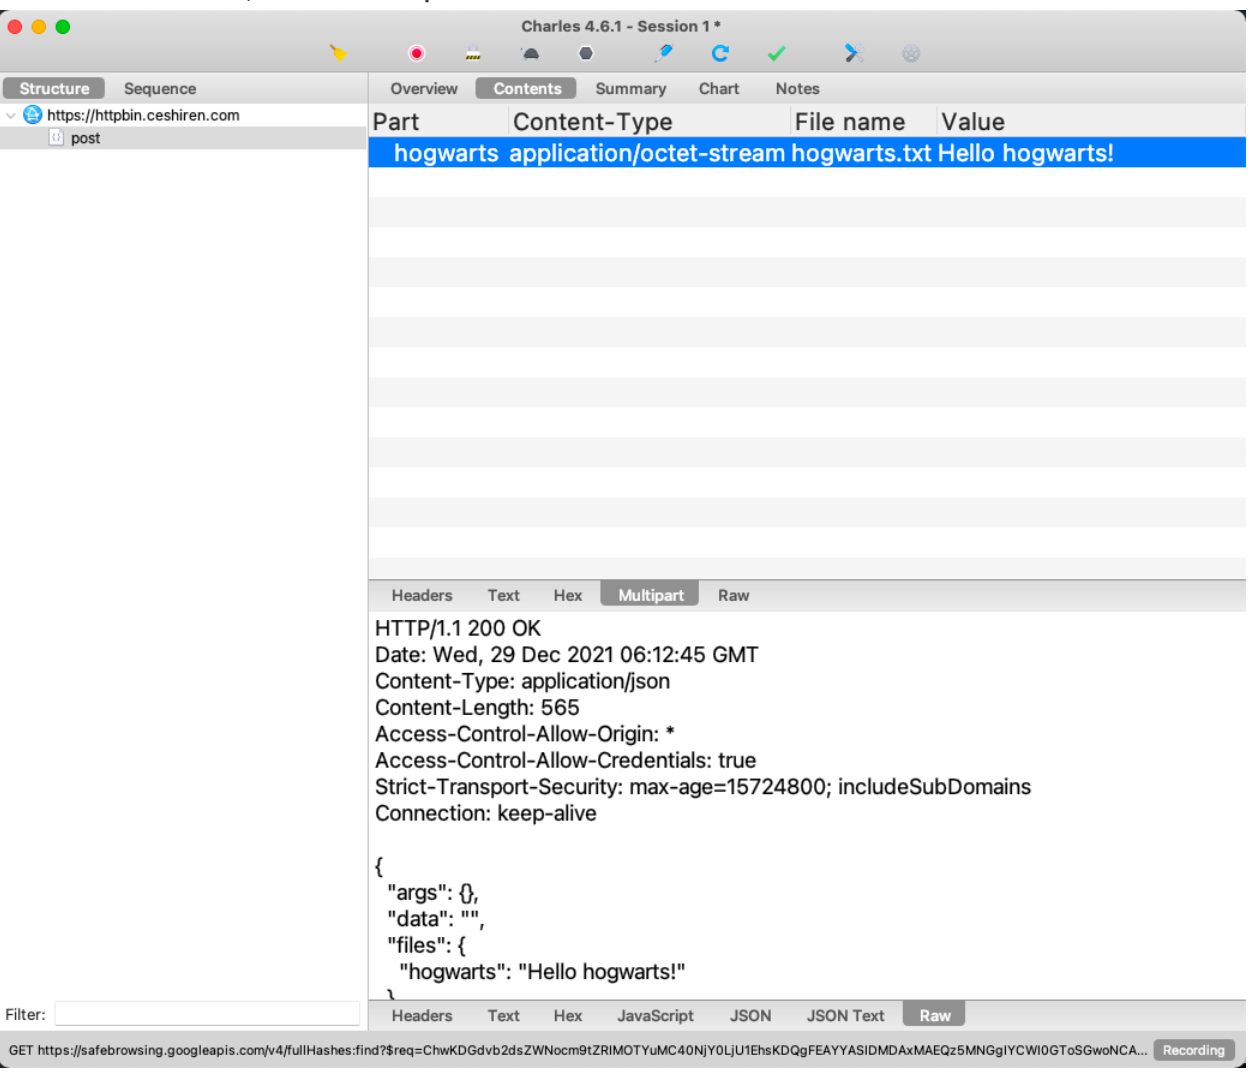 Charles 4.6.1 - Session 1 *
Structure Sequence
Overview Contents Summary Chart Notes
https://httpbin.ceshiren.com
post
Part Content-Type File name Value
hogwarts application/octet-stream hogwarts.txt Hello hogwarts!
Headers Text Hex Multipart Raw
HTTP/1.1 200 OK
Date: Wed, 29 Dec 2021 06:12:45 GMT
Content-Type: application/json
Content-Length: 565
Access-Control-Allow-Origin: *
Access-Control-Allow-Credentials: true
Strict-Transport-Security: max-age=15724800; includeSubDomains
Connection: keep-alive
{
"args": {},
"data": "",
"files": {
"hogwarts": "Hello hogwarts!"
}
Filter:
Headers Text Hex JavaScript JSON JSON Text Raw
GET https://safebrowsing.googleapis.com/v4/fullHashes:find?$req=ChwKDGdvb2dsZWNocm9tZRIMOTYuMC40NjY0LjU1EhsKDQgFEAYYASIDMDAxMAEQz5MNGgIYCWI0GToSGwoNCA... Recording